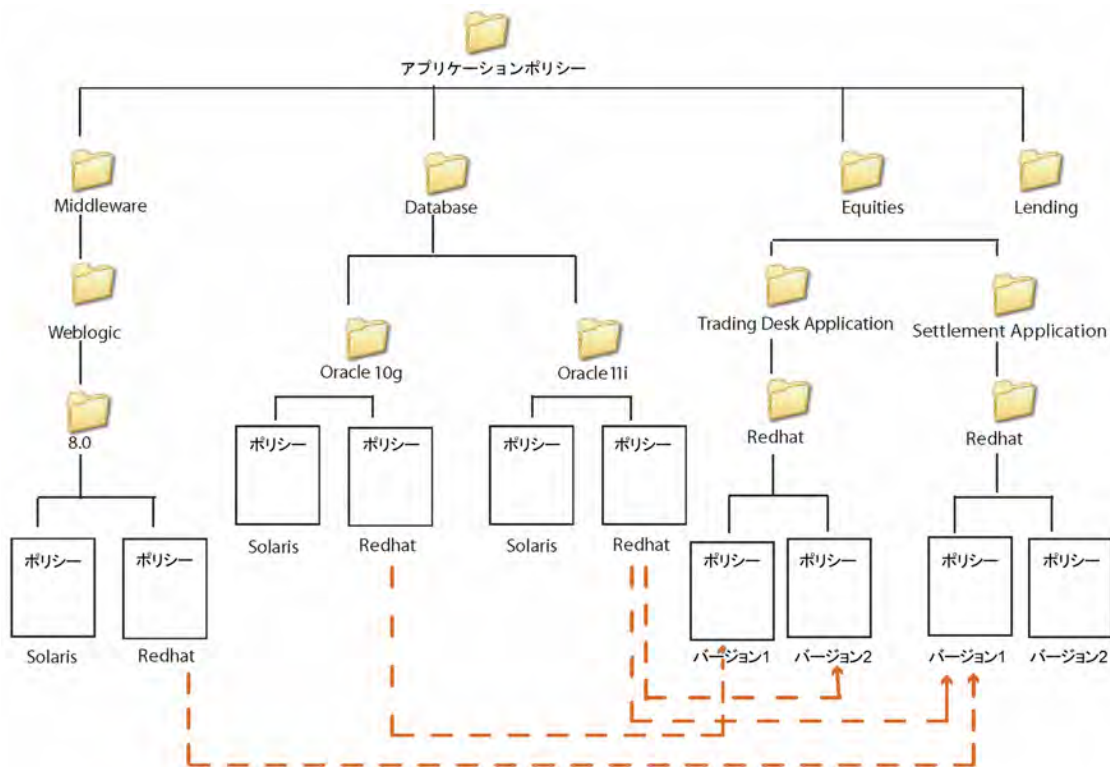 アプリケーションポリシー
Middleware
Database
Equities
Lending
Weblogic
Trading Desk Application
Settlement Application
Oracle 10g
Oracle 11i
8.0
Redhat
Redhat
ポリシー
ポリシー
ポリシー
ポリシー
Solaris
Redhat
Solaris
Redhat
ポリシー
ポリシー
ポリシー
ポリシー
ポリシー
ポリシー
Solaris
Redhat
バージョン1
バージョン2
バージョン1
バージョン2